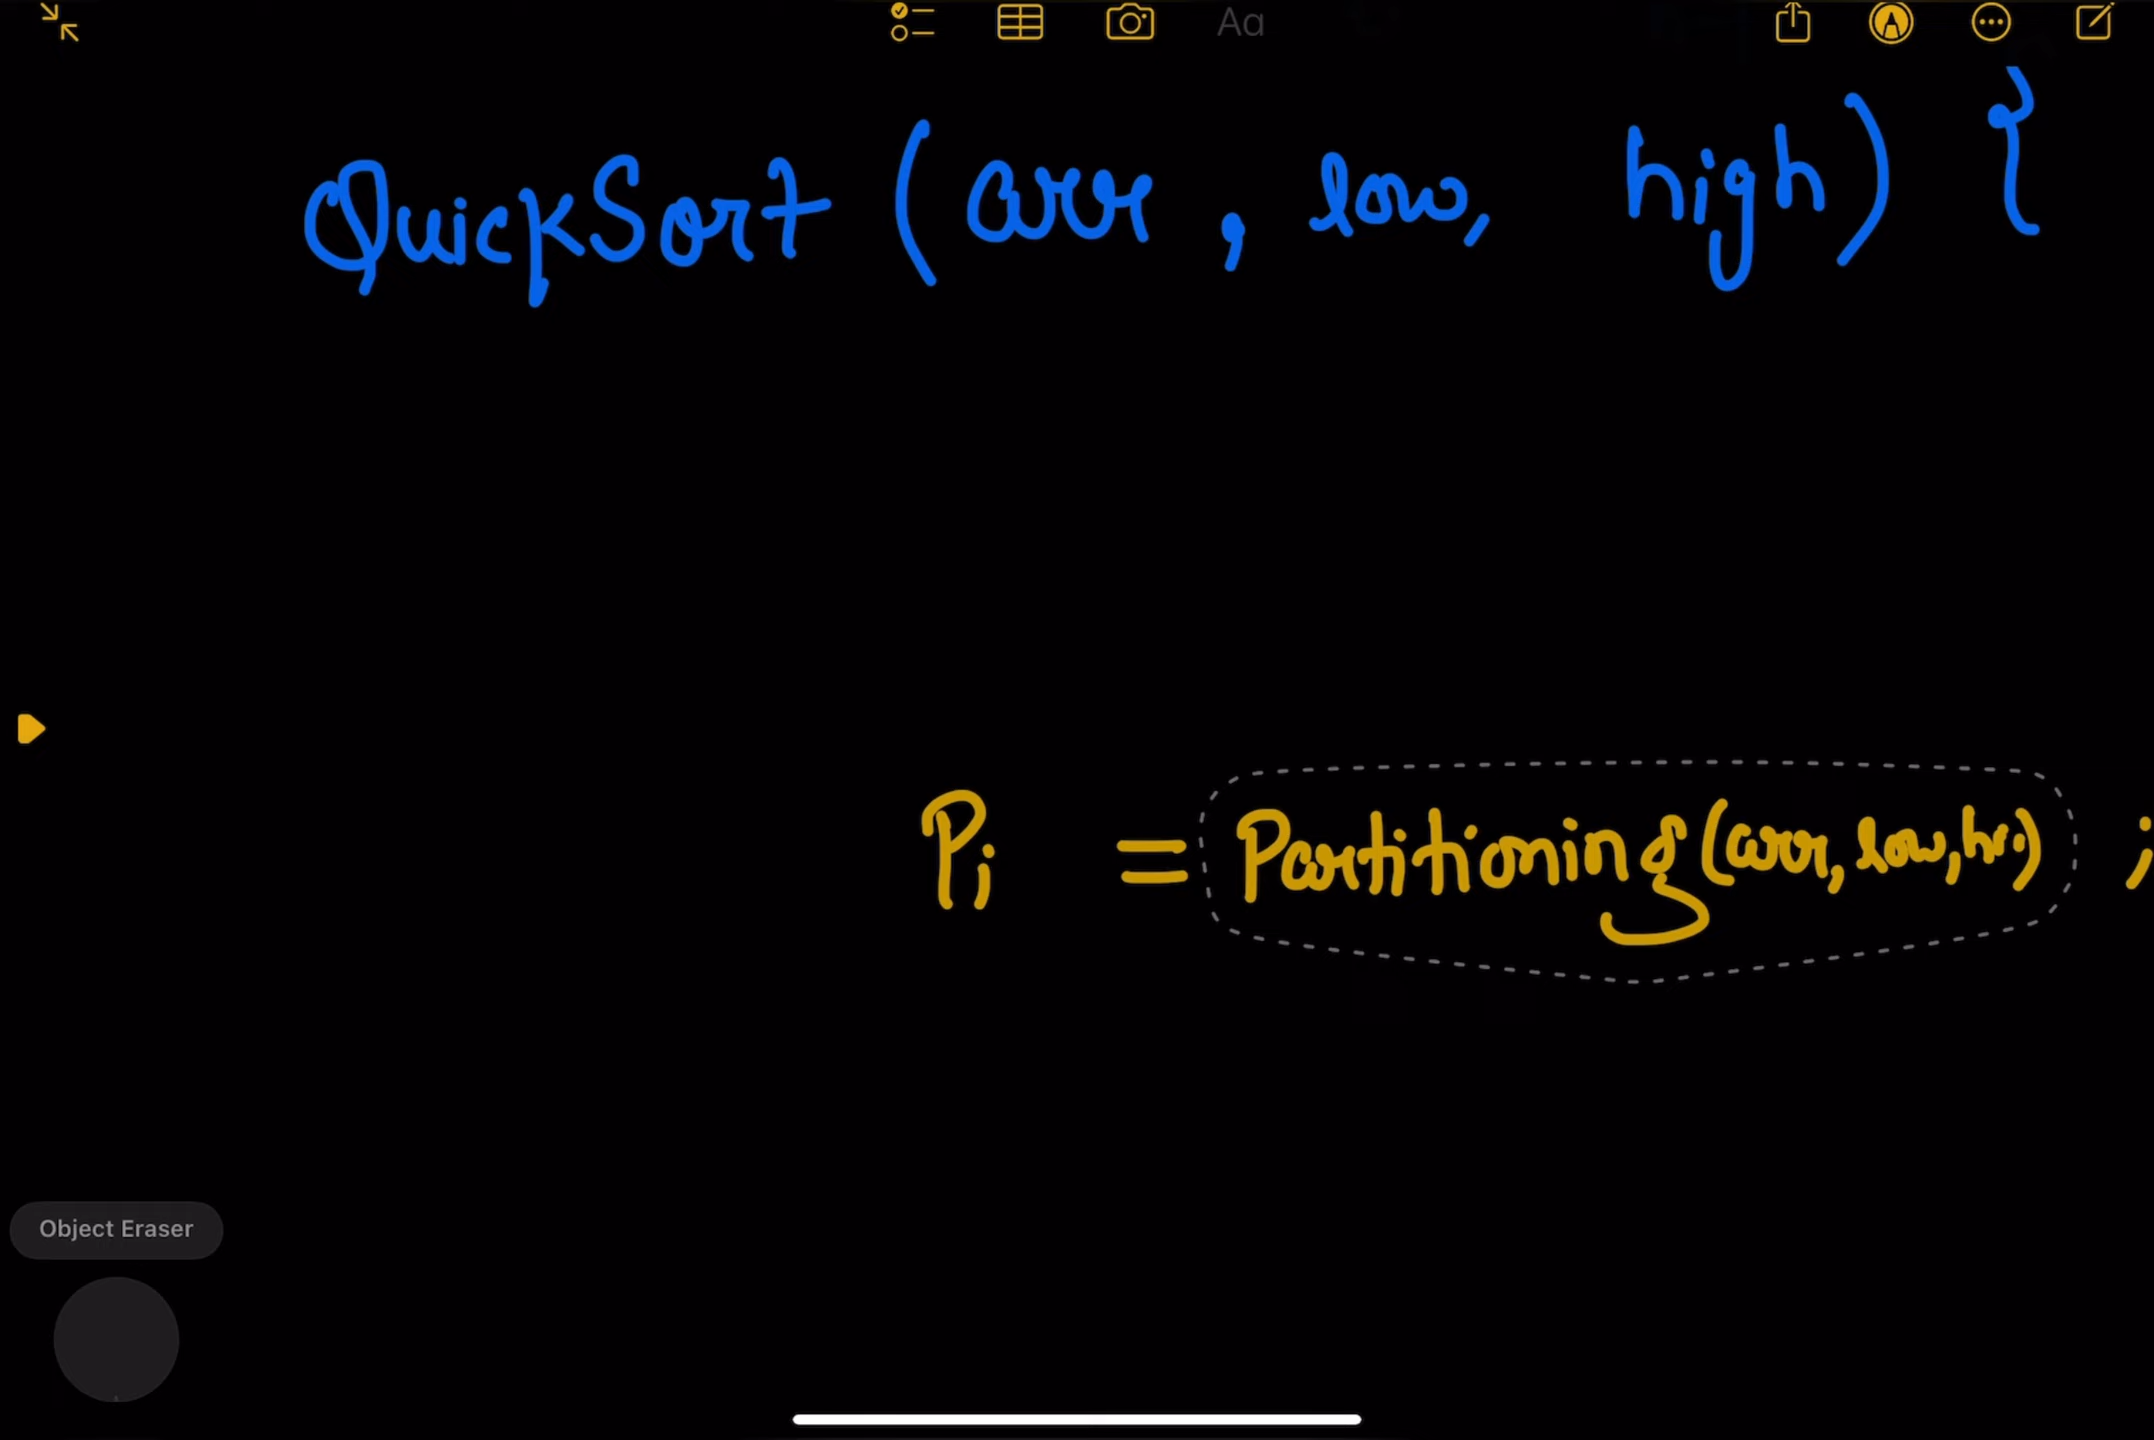 Aa
QuickSort (arr, low, high) {
Pi = Partitioning(arr, low, hi) ;
Object Eraser